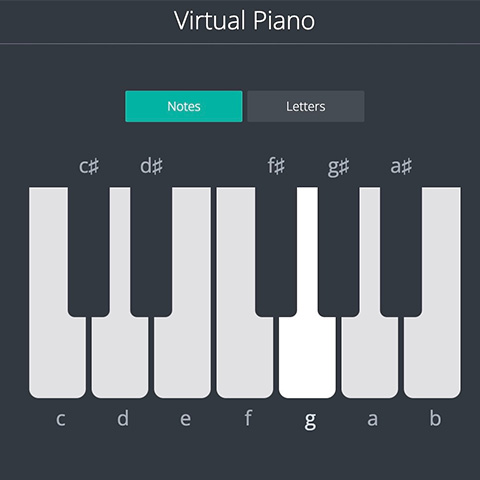 Virtual Piano
Notes Letters
c♯ d♯ f♯ g♯ a♯
c d e f g a b